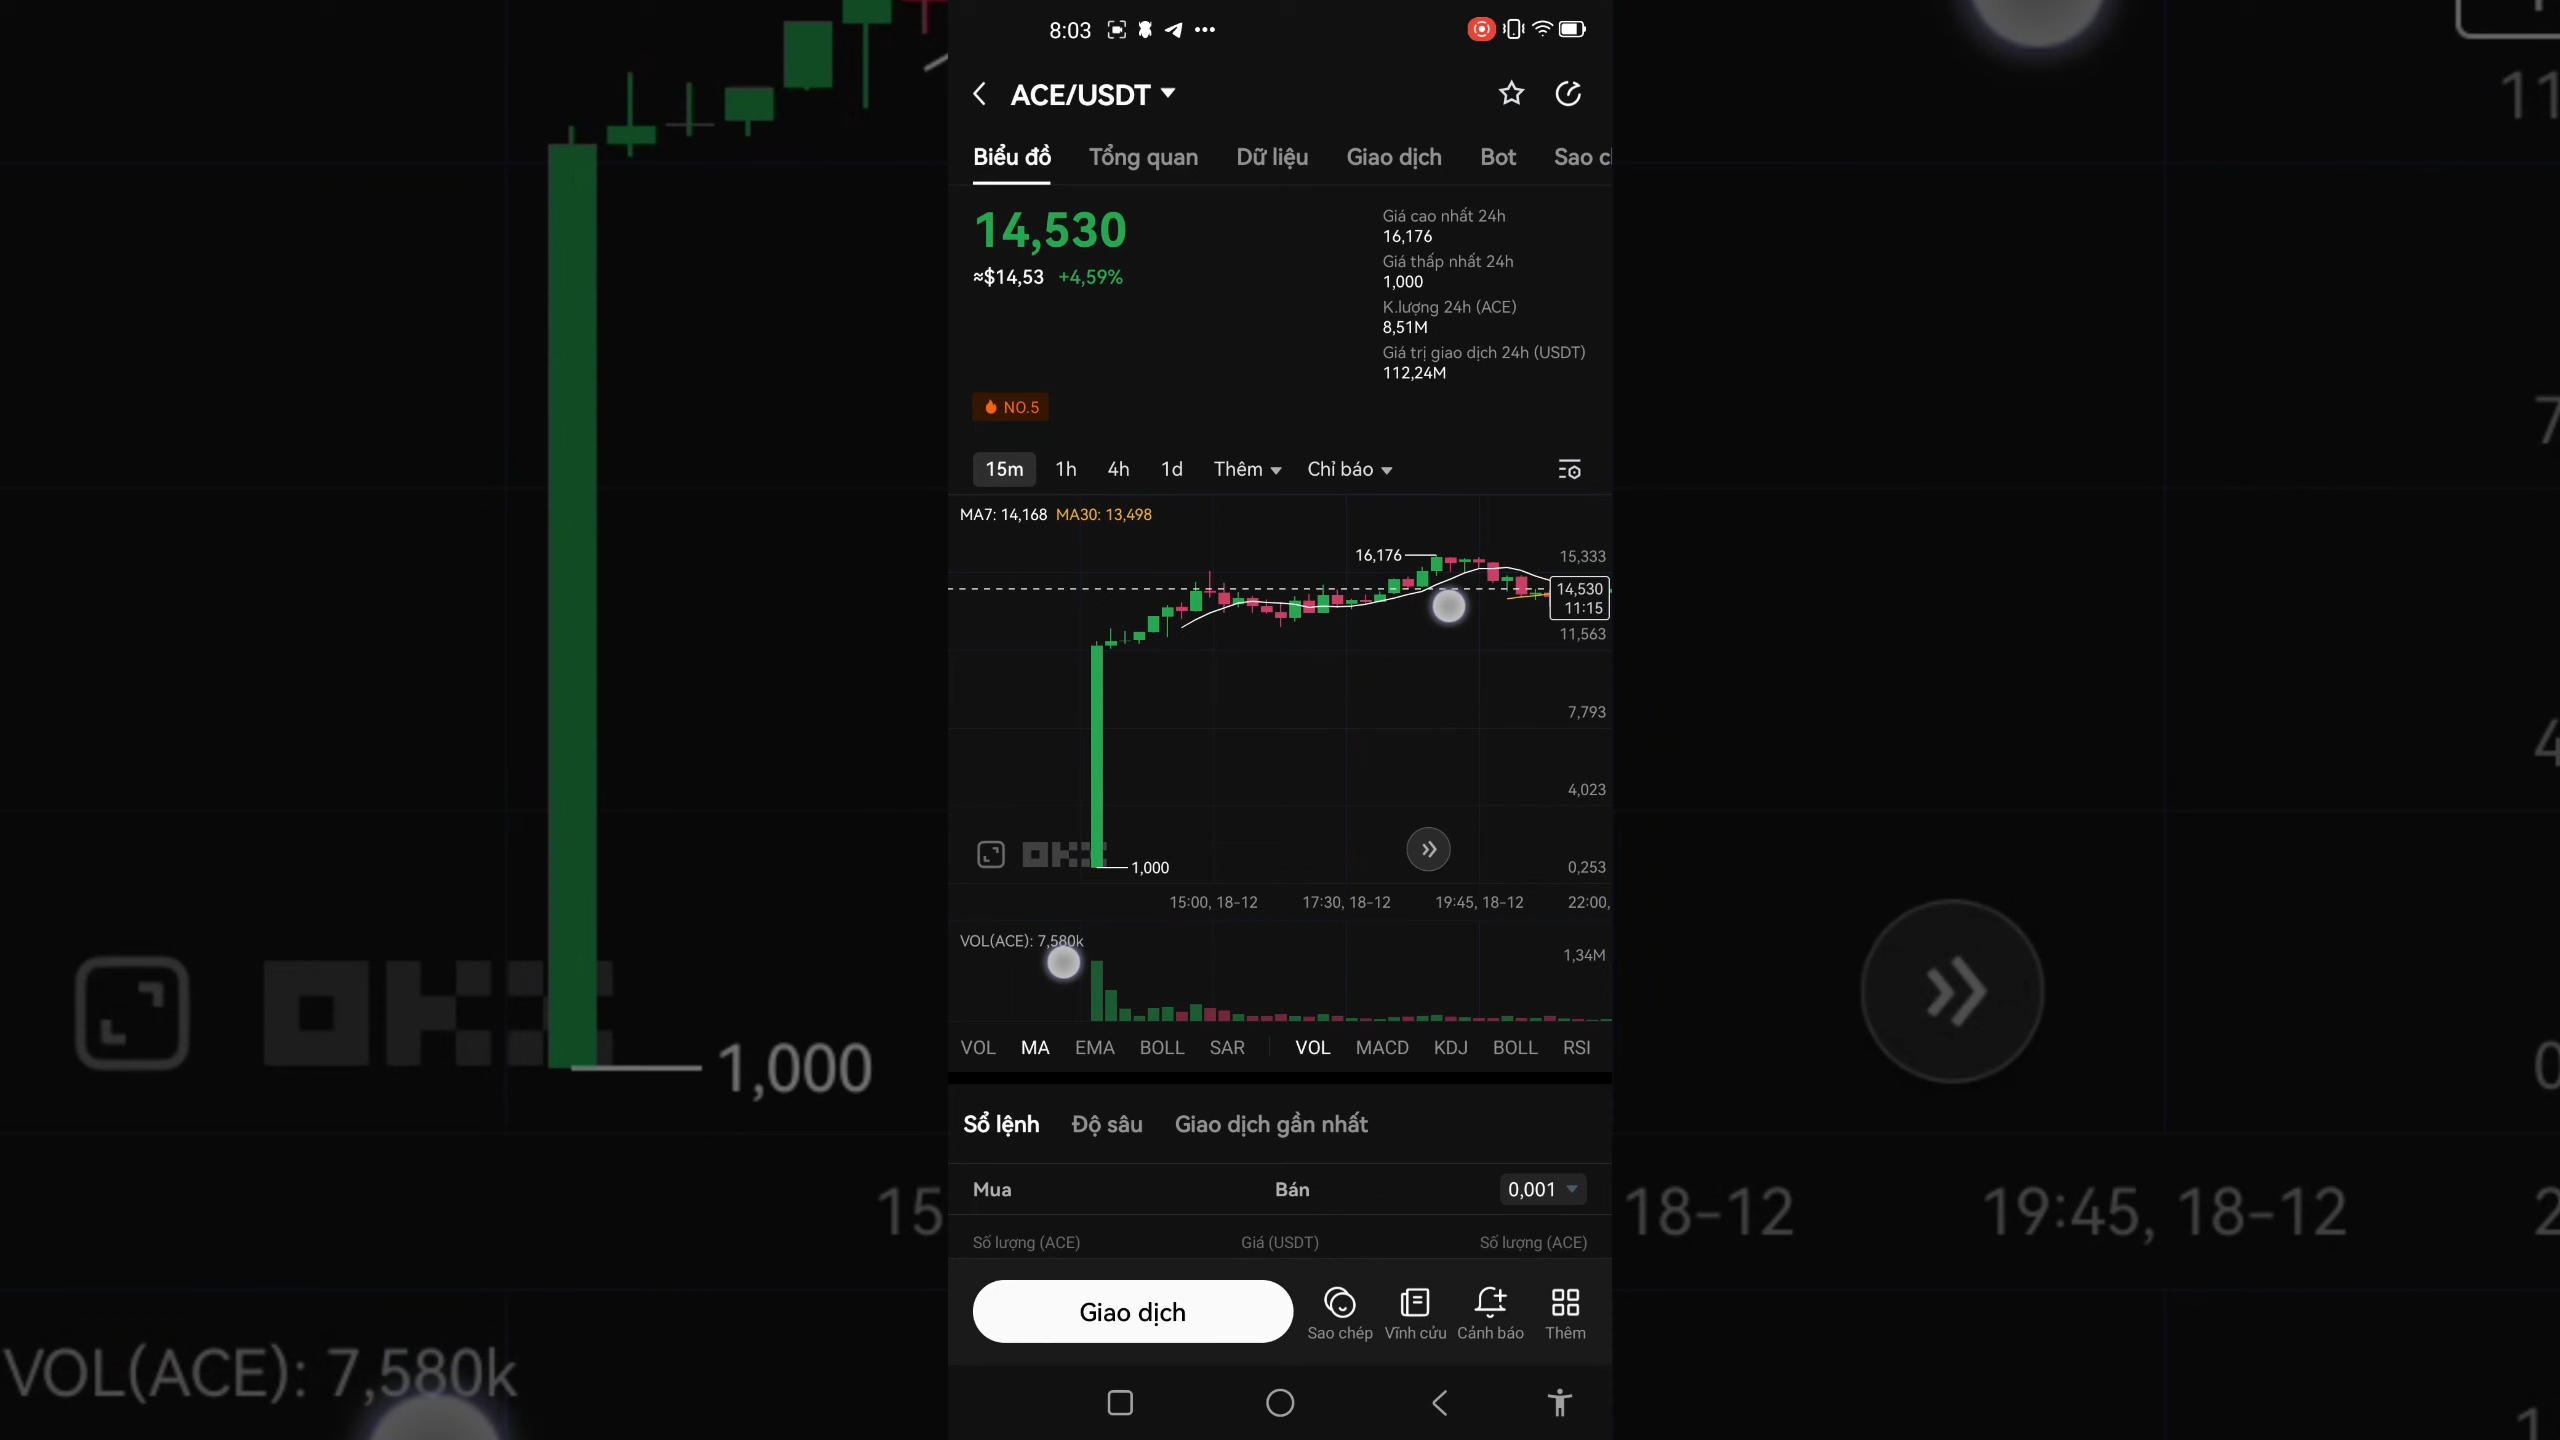 8:03
ACE/USDT
Biểu đồ Tổng quan Dữ liệu Giao dịch Bot Sao cl
14,530
≈$14,53 +4,59%
Giá cao nhất 24h
16,176
Giá thấp nhất 24h
1,000
K.lượng 24h (ACE)
8,51M
Giá trị giao dịch 24h (USDT)
112,24M
NO.5
15m 1h 4h 1d Thêm Chỉ báo
MA7: 14,168 MA30: 13,498
16,176
15,333
14,530
11:15
11,563
7,793
4,023
OKX
1,000
0,253
15:00, 18-12 17:30, 18-12 19:45, 18-12 22:00,
VOL(ACE): 7,580k
1,34M
VOL MA EMA BOLL SAR VOL MACD KDJ BOLL RSI
Sổ lệnh Độ sâu Giao dịch gần nhất
Mua Bán 0,001
Số lượng (ACE) Giá (USDT) Số lượng (ACE)
Giao dịch
Sao chép Vĩnh cửu Cảnh báo Thêm
1,000
15
18-12 19:45, 18-12
VOL(ACE): 7,580k